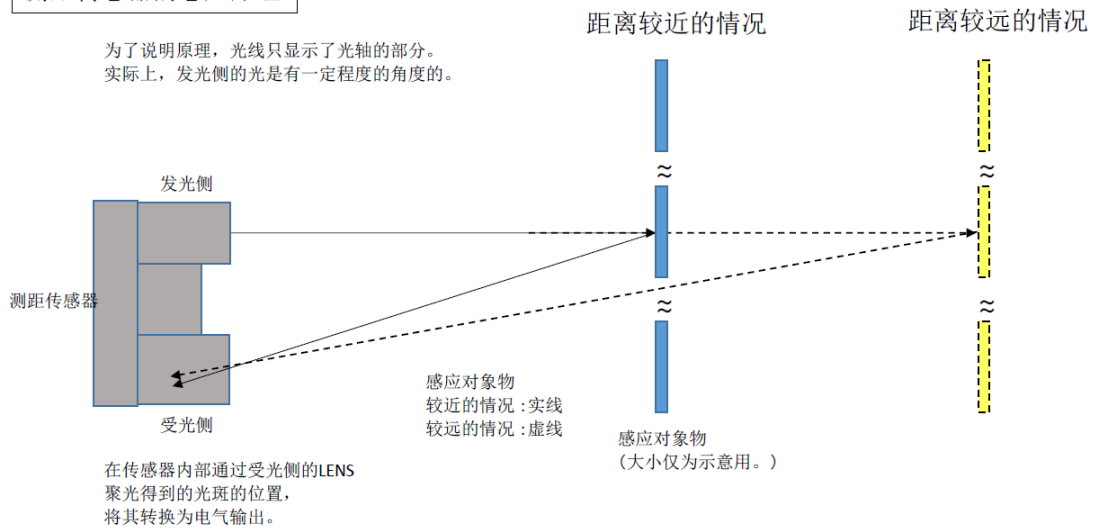 距离较近的情况
距离较远的情况
为了说明原理，光线只显示了光轴的部分。
实际上，发光侧的光是有一定程度的角度的。
≈
≈
发光侧
测距传感器
≈
≈
感应对象物
较近的情况:实线
较远的情况:虚线
受光侧
感应对象物
(大小仅为示意用。)
在传感器内部通过受光侧的LENS
聚光得到的光斑的位置，
将其转换为电气输出。